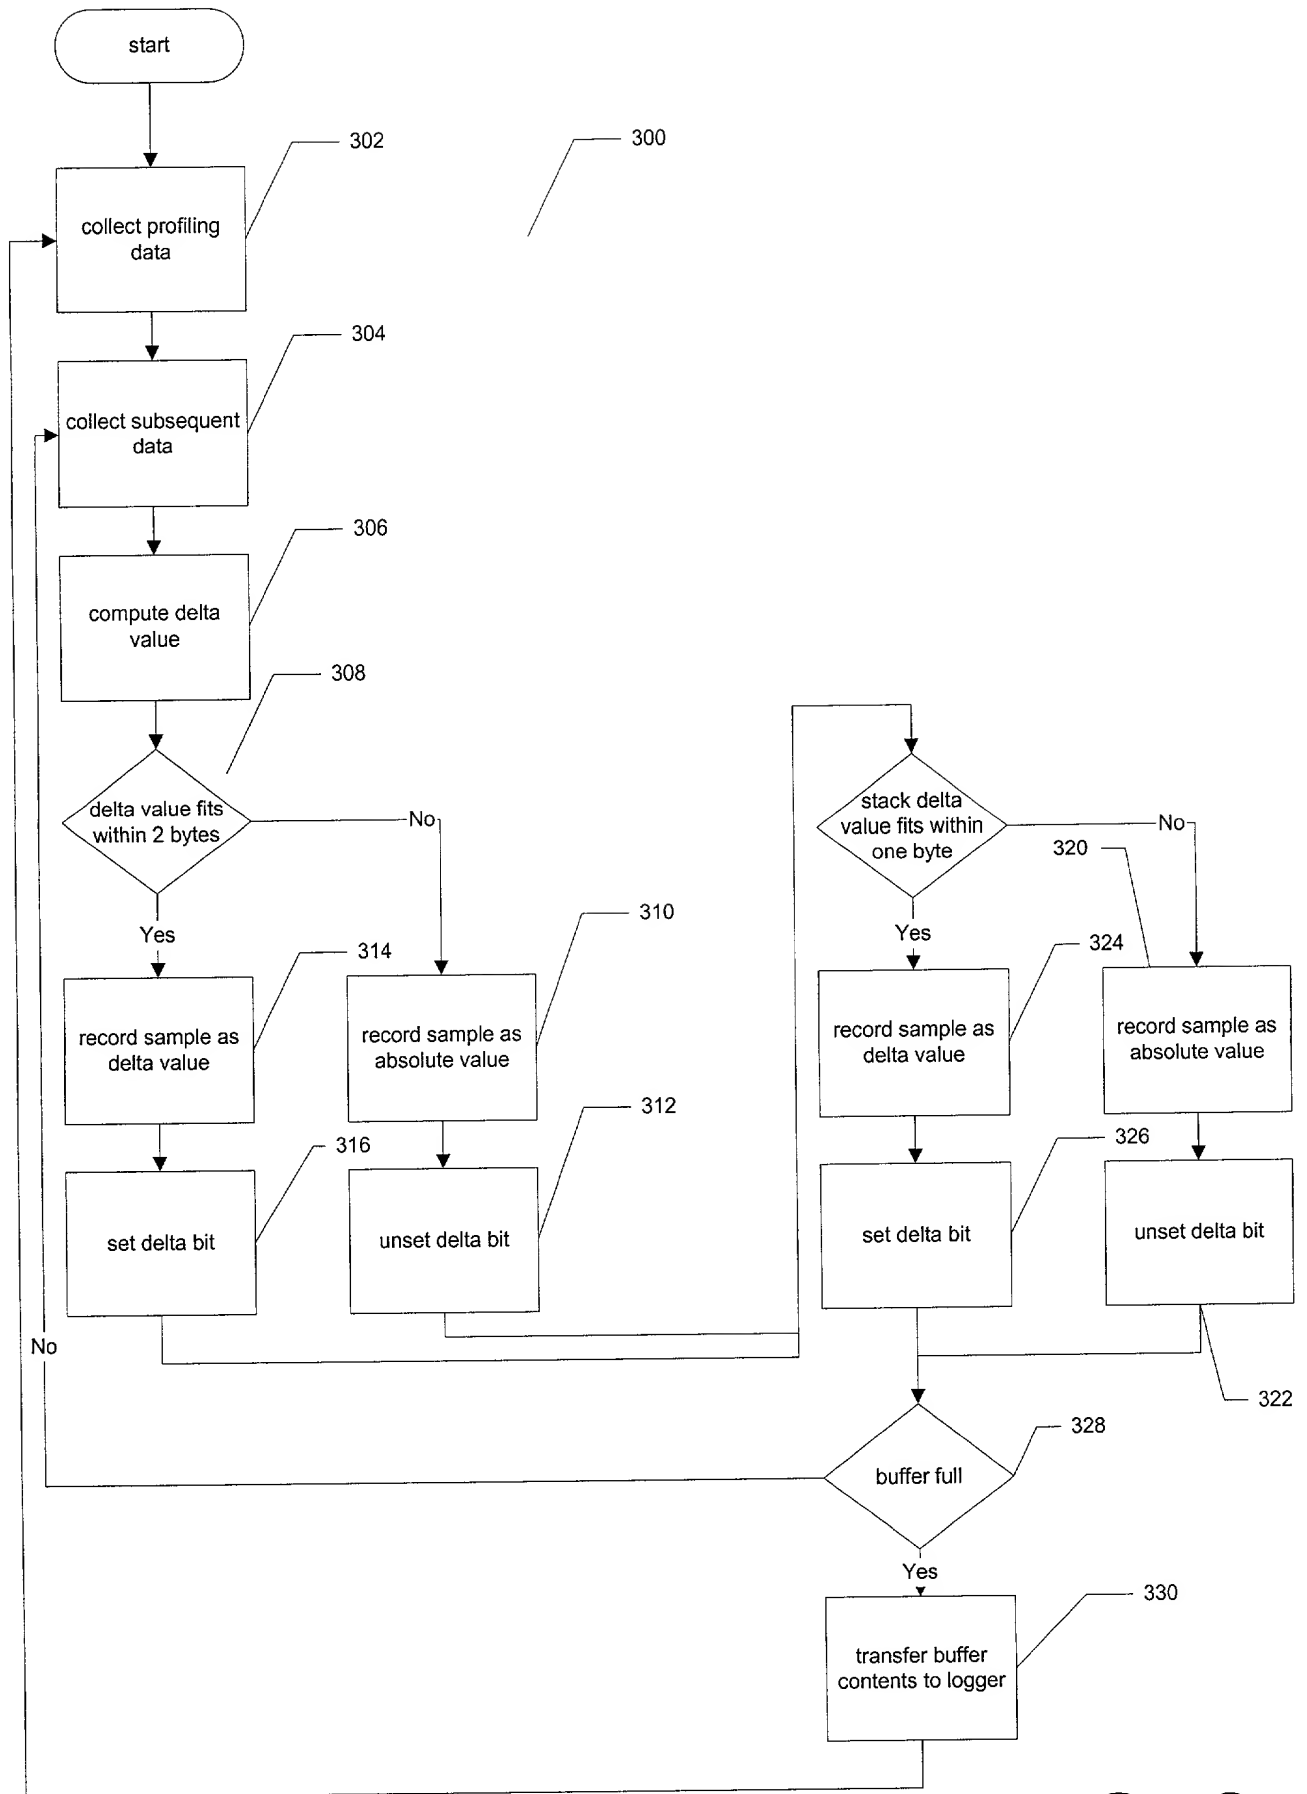 start
302
300
collect profiling
data
304
collect subsequent
data
306
compute delta
value
308
delta value fits
within 2 bytes
No
stack delta
value fits within
one byte
No
320
Yes
314
310
Yes
324
record sample as
delta value
record sample as
absolute value
record sample as
delta value
record sample as
absolute value
316
312
326
set delta bit
unset delta bit
set delta bit
unset delta bit
No
322
328
buffer full
Yes
330
transfer buffer
contents to logger